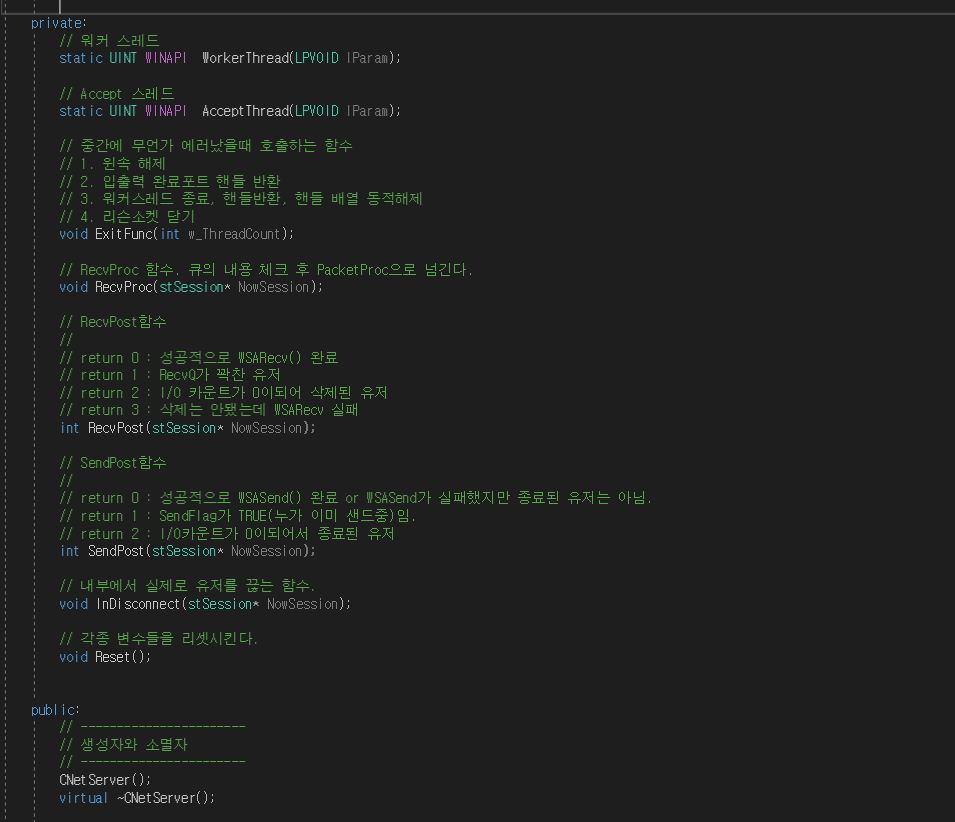 private:
// 워커 스레드
static UINT WINAPI  WorkerThread(LPVOID lParam);
// Accept 스레드
static UINT WINAPI  AcceptThread(LPVOID lParam);
// 중간에 무언가 에러났을때 호출하는 함수
// 1. 윈속 해제
// 2. 입출력 완료포트 핸들 반환
// 3. 워커스레드 종료, 핸들반환, 핸들 배열 동적해제
// 4. 리슨소켓 닫기
void ExitFunc(int w_ThreadCount);
// RecvProc 함수. 큐의 내용 체크 후 PacketProc으로 넘긴다.
void RecvProc(stSession* NowSession);
// RecvPost함수
//
// return 0 : 성공적으로 WSARecv() 완료
// return 1 : RecvQ가 꽉찬 유저
// return 2 : I/O 카운트가 0이되어 삭제된 유저
// return 3 : 삭제는 안됐는데 WSARecv 실패
int RecvPost(stSession* NowSession);
// SendPost함수
//
// return 0 : 성공적으로 WSASend() 완료 or WSASend가 실패했지만 종료된 유저는 아님.
// return 1 : SendFlag가 TRUE(누가 이미 샌드중)임.
// return 2 : I/O카운트가 0이되어서 종료된 유저
int SendPost(stSession* NowSession);
// 내부에서 실제로 유저를 끊는 함수.
void InDisconnect(stSession* NowSession);
// 각종 변수들을 리셋시킨다.
void Reset();
public:
// -----------------------
// 생성자와 소멸자
// -----------------------
CNetServer();
virtual ~CNetServer();